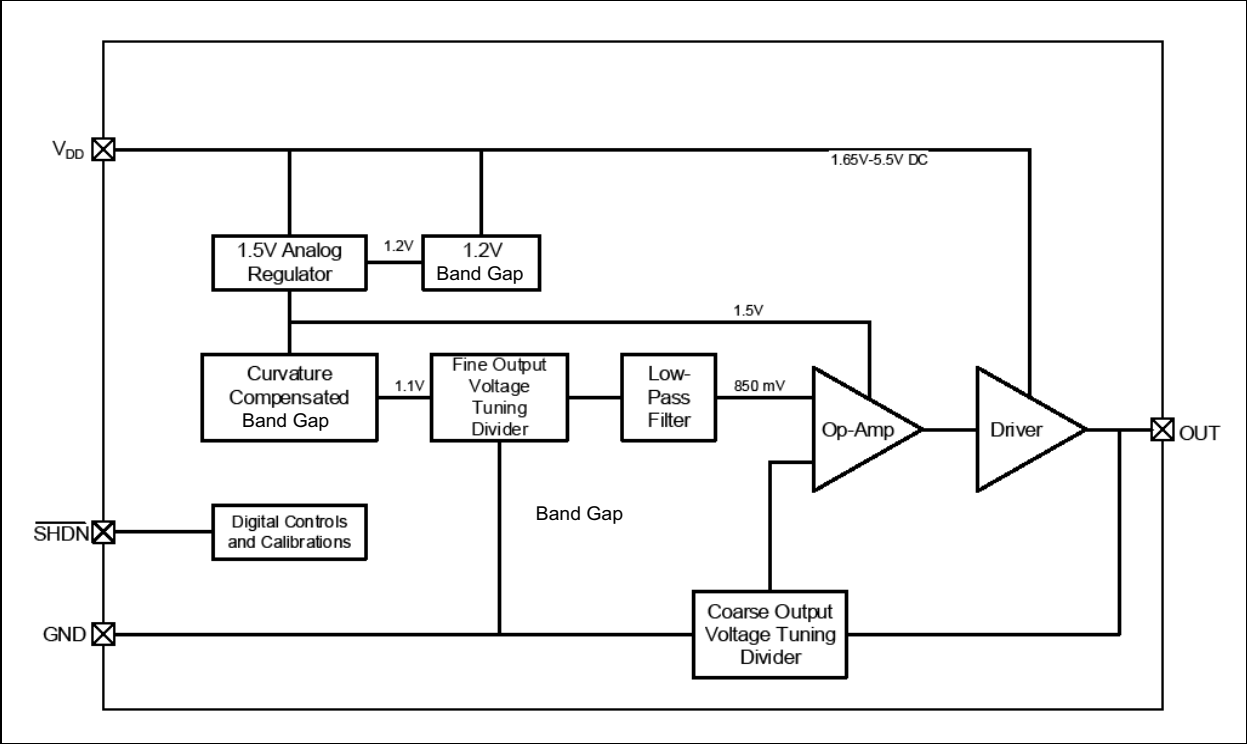 V_DD
1.65V-5.5V DC
1.5V Analog
Regulator
1.2V
1.2V
Band Gap
1.5V
Curvature
Compensated
Band Gap
1.1V
Fine Output
Voltage
Tuning
Divider
Low-
Pass
Filter
850 mV
Op-Amp
Driver
OUT
SHDN
Digital Controls
and Calibrations
Band Gap
GND
Coarse Output
Voltage Tuning
Divider